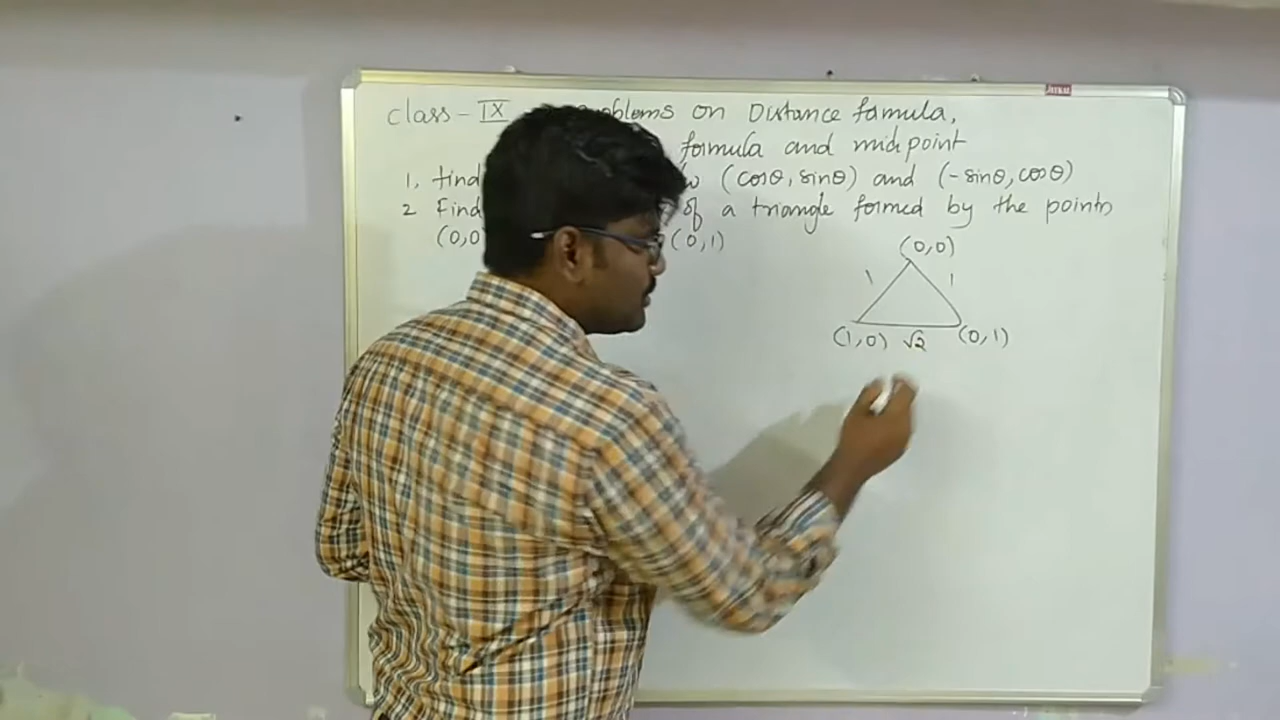 class - IX problems on Distance famula,
formula and midpoint
1. find (cosθ, sinθ) and (-sinθ, cosθ)
2 Find of a triangle formed by the points
(0,0 (0,1)
(0,0)
1 1
(1,0) √2 (0,1)